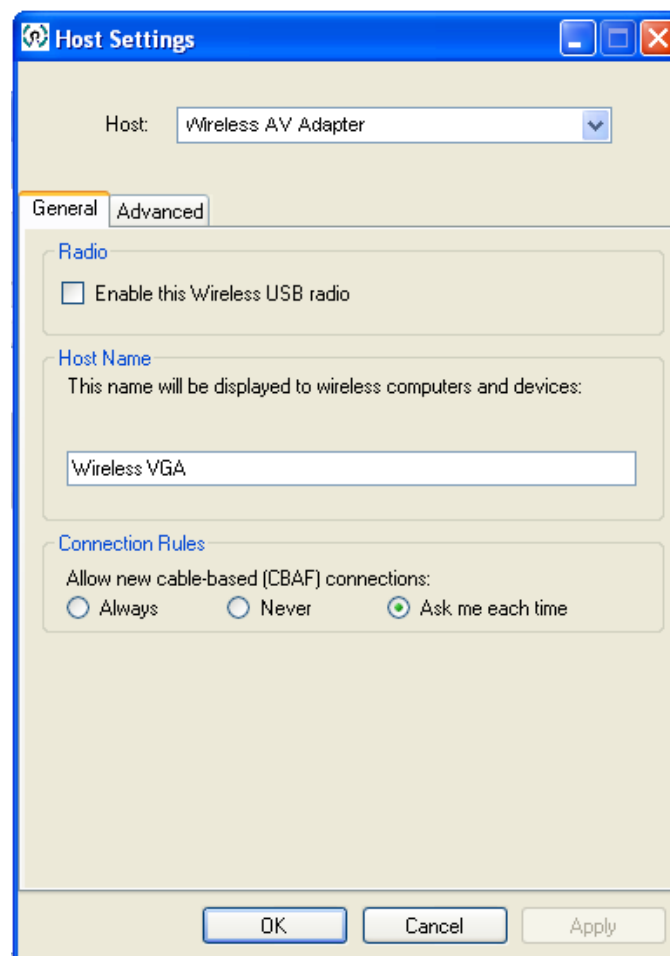 Host Settings
Host: Wireless AV Adapter
General Advanced
Radio
Enable this Wireless USB radio
Host Name
This name will be displayed to wireless computers and devices:
Wireless VGA
Connection Rules
Allow new cable-based (CBAF) connections:
Always Never Ask me each time
OK Cancel Apply